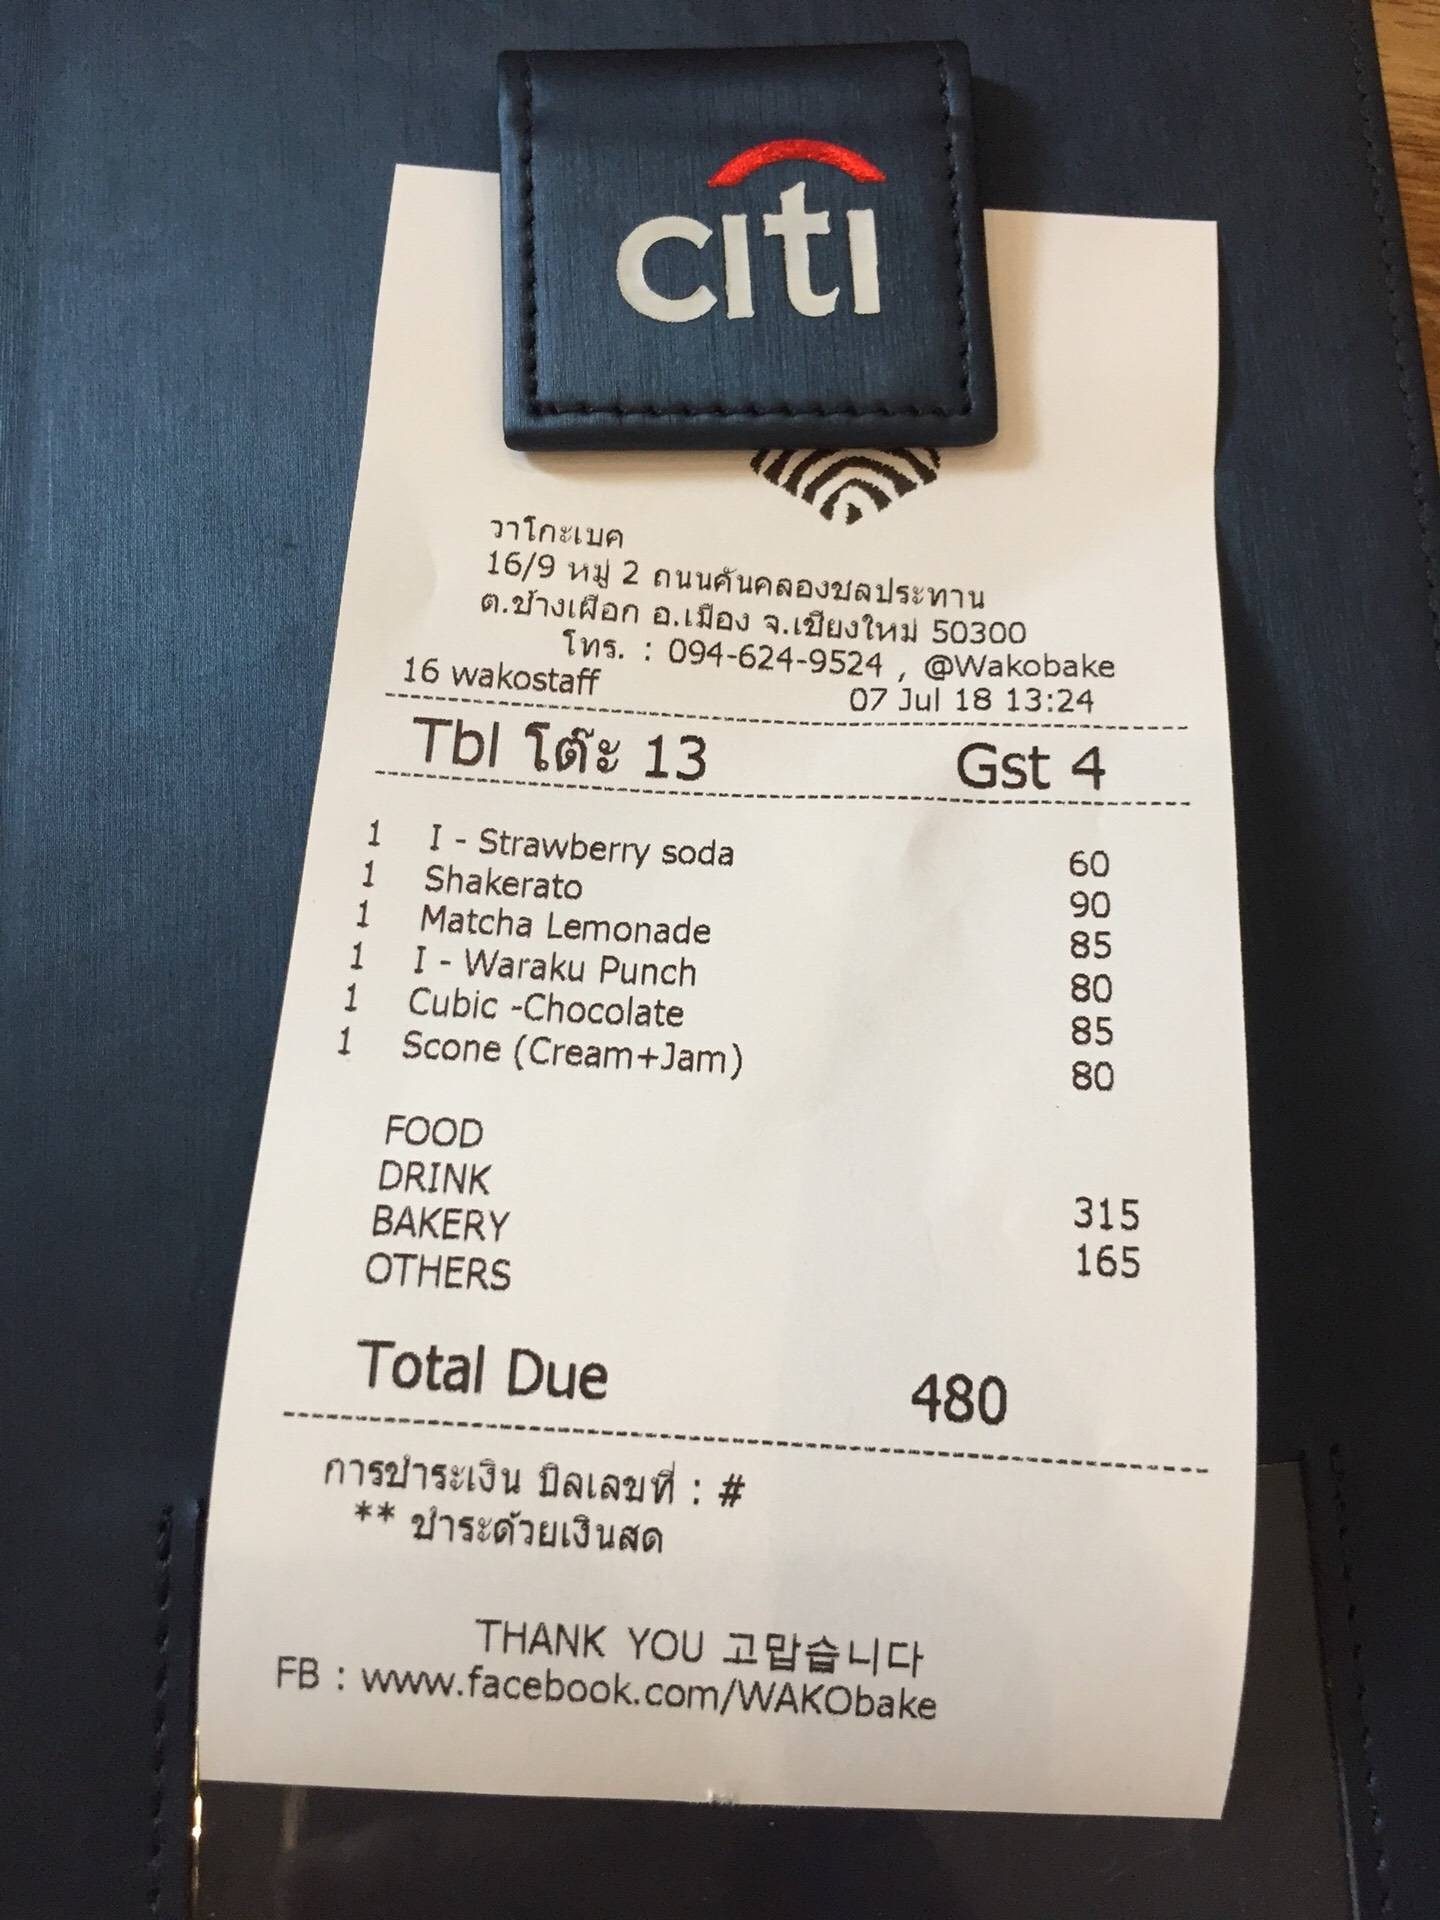 citi
วาโกะเบค
16/9 หมู่ 2 ถนนคันคลองชลประทาน
ต.ช้างเผือก อ.เมือง จ.เชียงใหม่ 50300
โทร. : 094-624-9524 , @Wakobake
16 wakostaff 07 Jul 18 13:24
Tbl โต๊ะ 13 Gst 4
1 I - Strawberry soda 60
1 Shakerato 90
1 Matcha Lemonade 85
1 I - Waraku Punch 80
1 Cubic -Chocolate 85
1 Scone (Cream+Jam) 80
FOOD
DRINK 315
BAKERY 165
OTHERS
Total Due 480
การชำระเงิน บิลเลขที่ : #
** ชำระด้วยเงินสด
THANK YOU 고맙습니다
FB : www.facebook.com/WAKObake